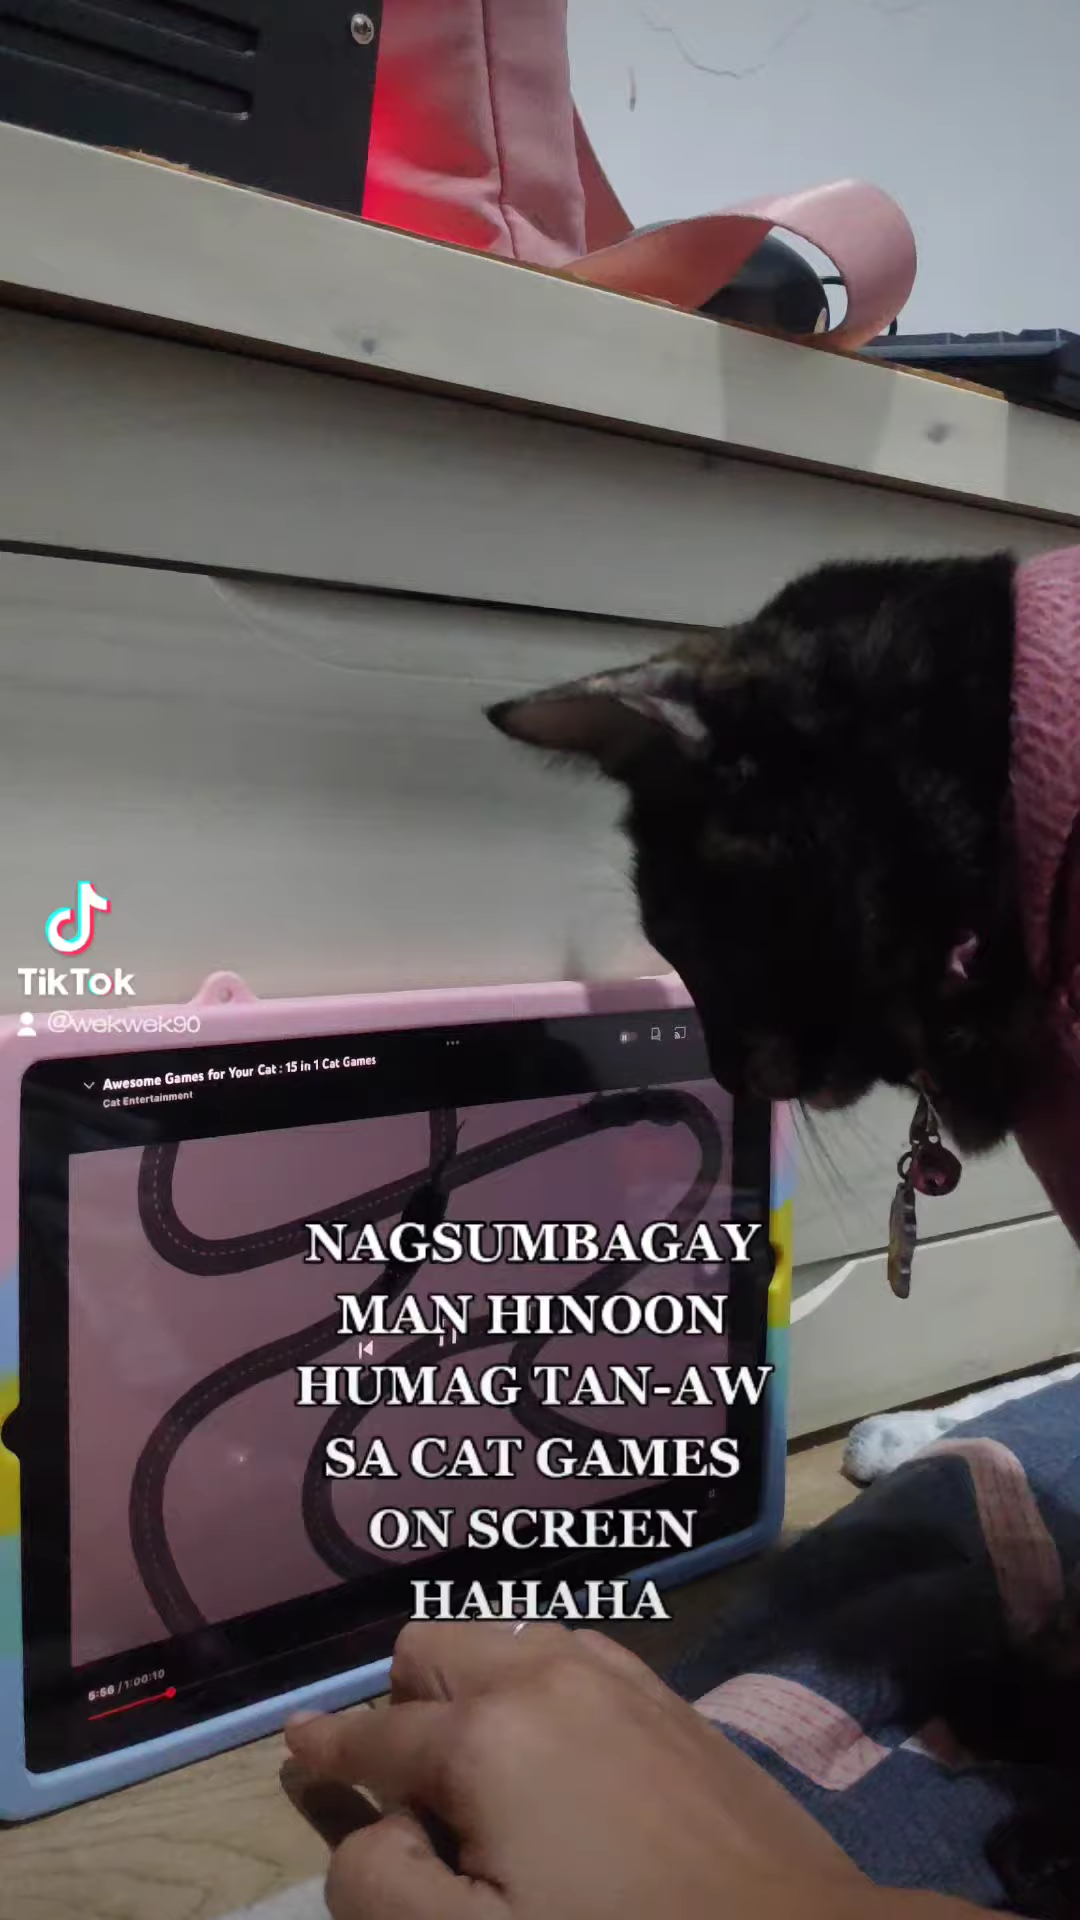 TikTok
@wekwek90
Awesome Games for Your Cat : 15 in 1 Cat Games
Cat Entertainment
NAGSUMBAGAY
MAN HINOON
HUMAG TAN-AW
SA CAT GAMES
ON SCREEN
HAHAHA
5:56 / 1:00:10